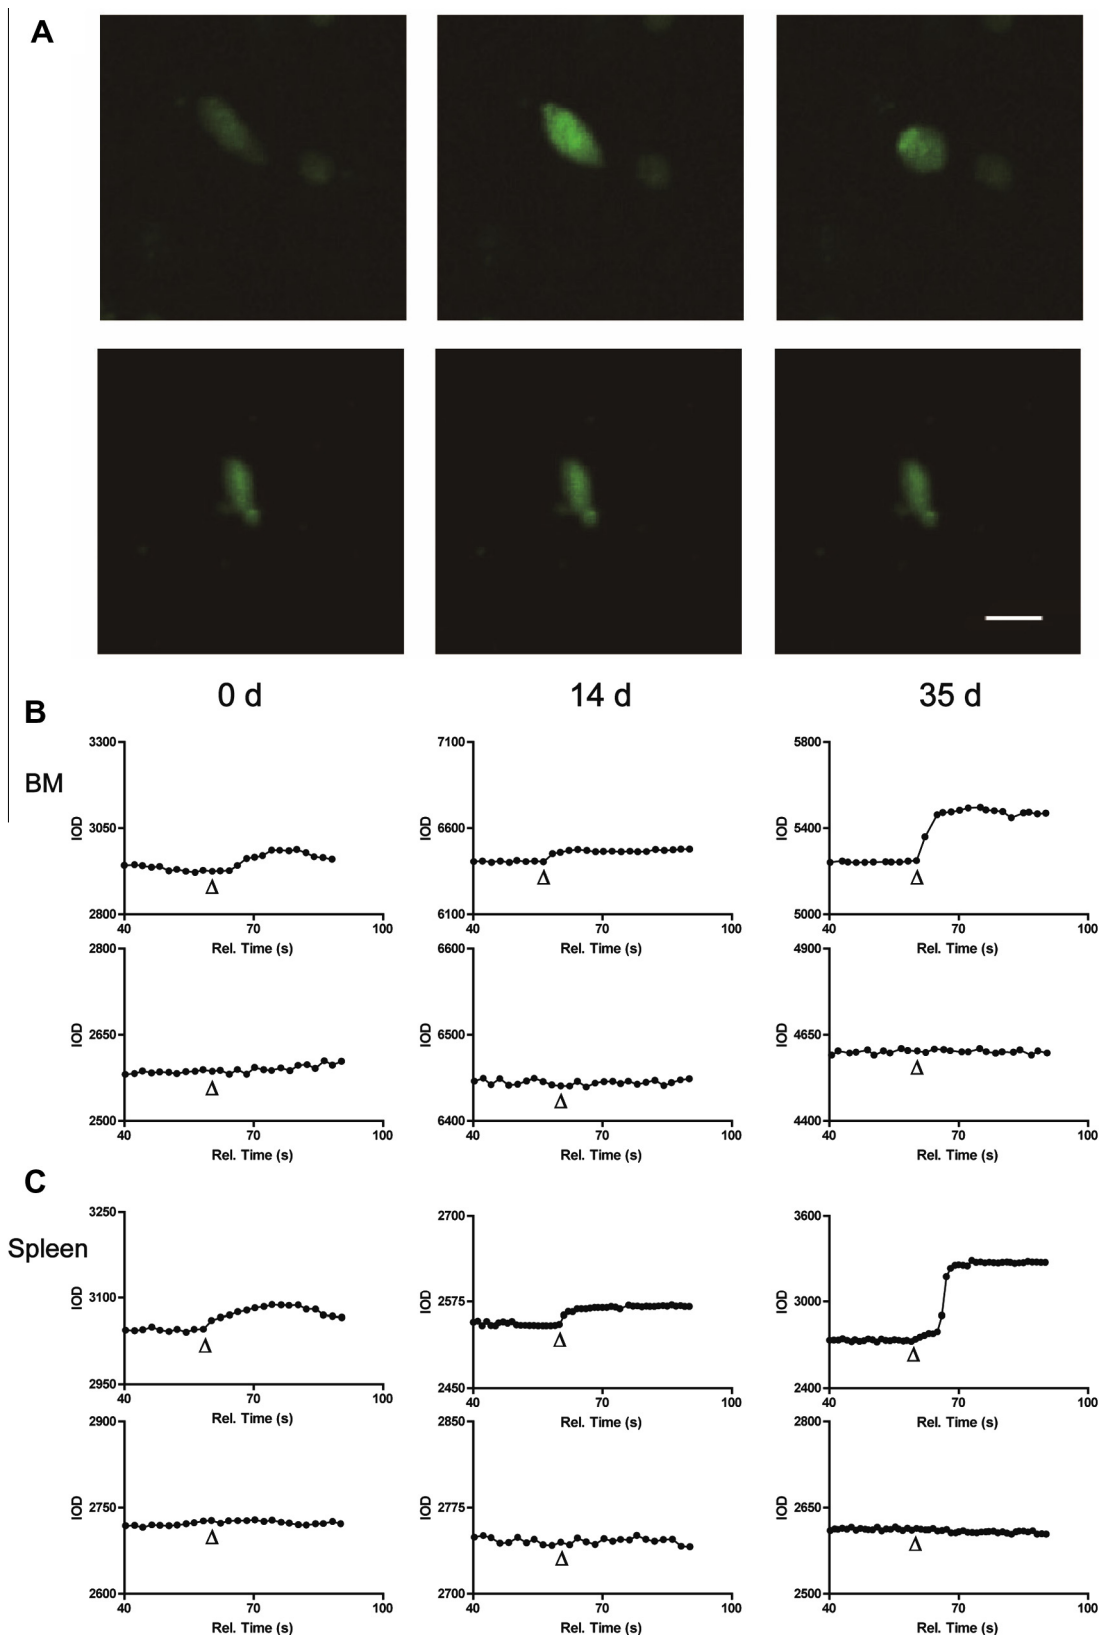 A
0 d 14 d 35 d
B
BM
3300 7100 5800
3050 6600 5400
IOD IOD IOD
2800 6100 5000
40 70 100 40 70 100 40 70 100
Rel. Time (s) Rel. Time (s) Rel. Time (s)
2800 6600 4900
2650 6500 4650
IOD IOD IOD
2500 6400 4400
40 70 100 40 70 100 40 70 100
Rel. Time (s) Rel. Time (s) Rel. Time (s)
C
Spleen
3250 2700 3600
3100 2575 3000
IOD IOD IOD
2950 2450 2400
40 70 100 40 70 100 40 70 100
Rel. Time (s) Rel. Time (s) Rel. Time (s)
2900 2850 2800
2750 2775 2650
IOD IOD IOD
2600 2700 2500
40 70 100 40 70 100 40 70 100
Rel. Time (s) Rel. Time (s) Rel. Time (s)